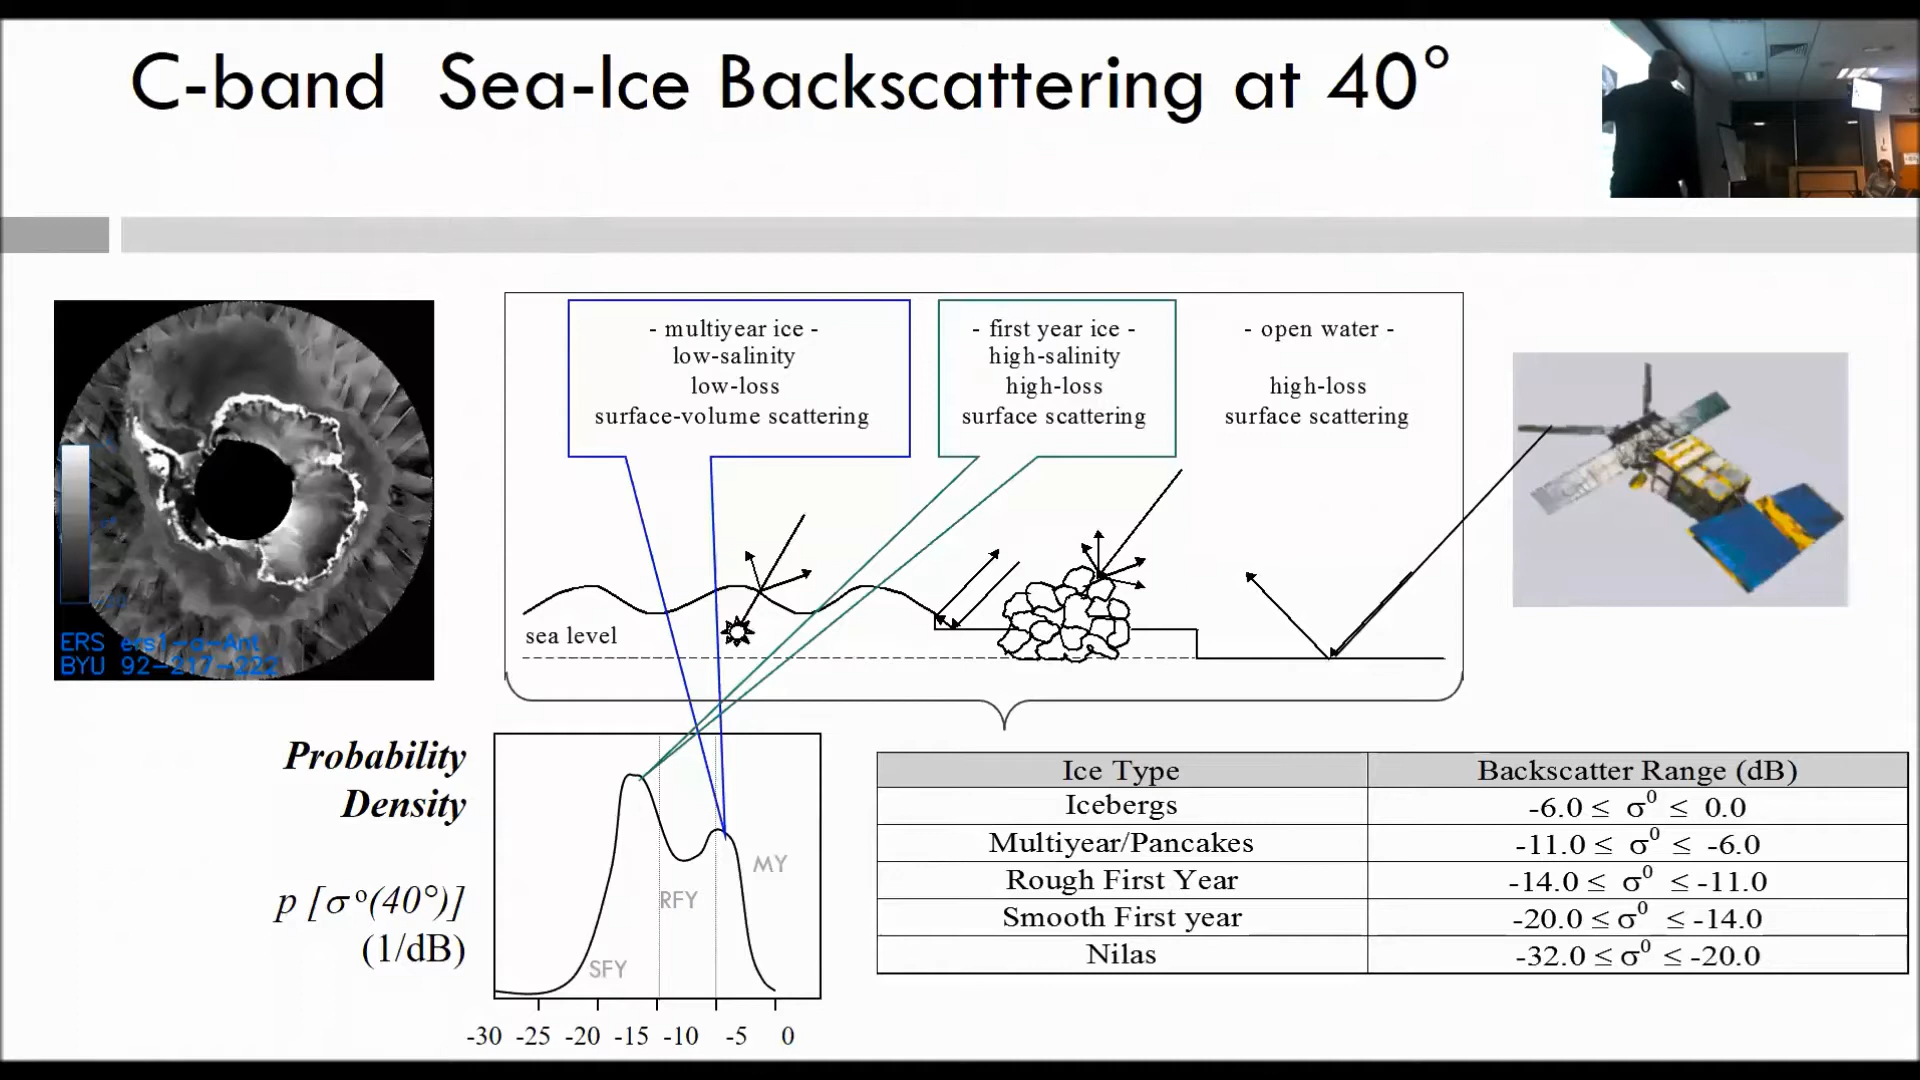 C-band Sea-Ice Backscattering at 40°
- multiyear ice -
low-salinity
low-loss
surface-volume scattering
- first year ice -
high-salinity
high-loss
surface scattering
- open water -
high-loss
surface scattering
sea level
ERS ers1-a-Ant
BYU 92-217-222
Probability
Density
p [σ°(40°)]
(1/dB)
SFY
RFY
MY
-30 -25 -20 -15 -10 -5 0
Ice Type Backscatter Range (dB)
Icebergs -6.0 ≤ σ⁰ ≤ 0.0
Multiyear/Pancakes -11.0 ≤ σ⁰ ≤ -6.0
Rough First Year -14.0 ≤ σ⁰ ≤ -11.0
Smooth First year -20.0 ≤ σ⁰ ≤ -14.0
Nilas -32.0 ≤ σ⁰ ≤ -20.0